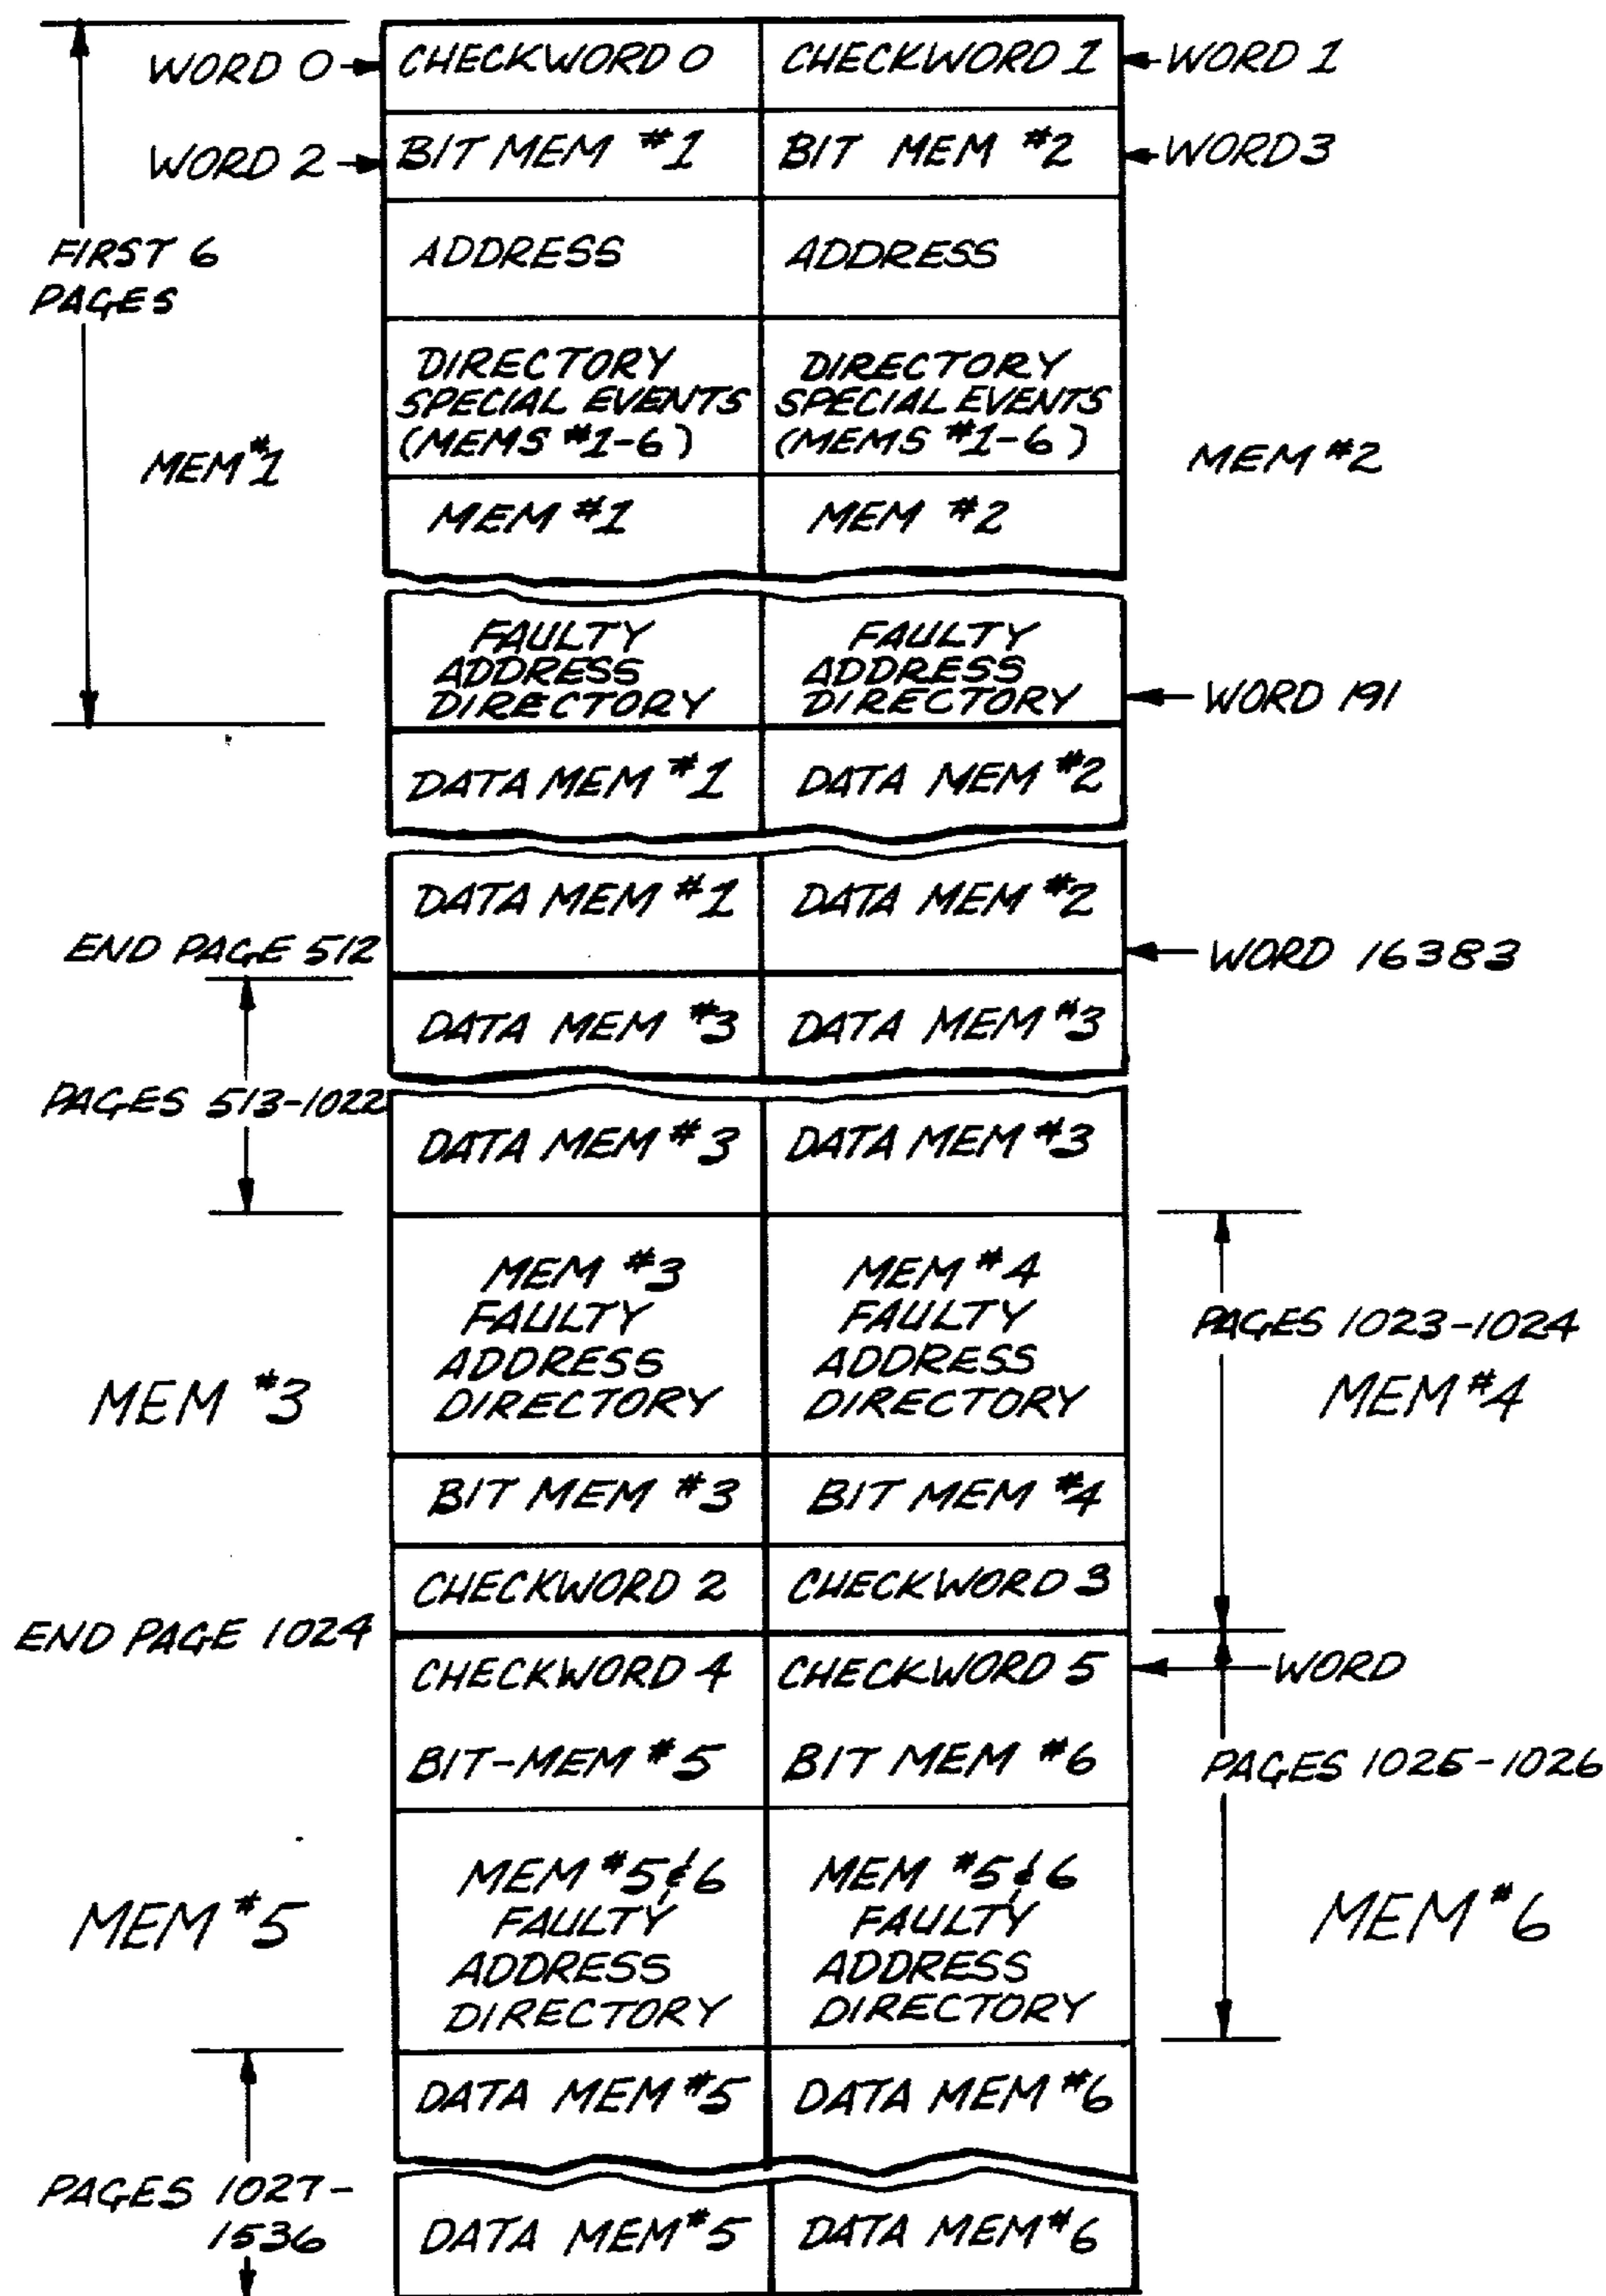 WORD 0
CHECKWORD 0
CHECKWORD 1
WORD 1
WORD 2
BIT MEM #1
BIT MEM #2
WORD 3
FIRST 6
PAGES
ADDRESS
ADDRESS
DIRECTORY
SPECIAL EVENTS
(MEMS #1-6)
DIRECTORY
SPECIAL EVENTS
(MEMS #1-6)
MEM #1
MEM #2
MEM #1
MEM #2
FAULTY
ADDRESS
DIRECTORY
FAULTY
ADDRESS
DIRECTORY
WORD 191
DATA MEM #1
DATA MEM #2
DATA MEM #1
DATA MEM #2
END PAGE 512
WORD 16383
DATA MEM #3
DATA MEM #3
PAGES 513-1022
DATA MEM #3
DATA MEM #3
MEM #3
FAULTY
ADDRESS
DIRECTORY
MEM #4
FAULTY
ADDRESS
DIRECTORY
PAGES 1023-1024
MEM #3
MEM #4
BIT MEM #3
BIT MEM #4
CHECKWORD 2
CHECKWORD 3
END PAGE 1024
CHECKWORD 4
CHECKWORD 5
WORD
BIT-MEM #5
BIT MEM #6
PAGES 1025-1026
MEM #5&6
FAULTY
ADDRESS
DIRECTORY
MEM #5&6
FAULTY
ADDRESS
DIRECTORY
MEM #5
MEM #6
DATA MEM #5
DATA MEM #6
PAGES 1027-
1536
DATA MEM #5
DATA MEM #6